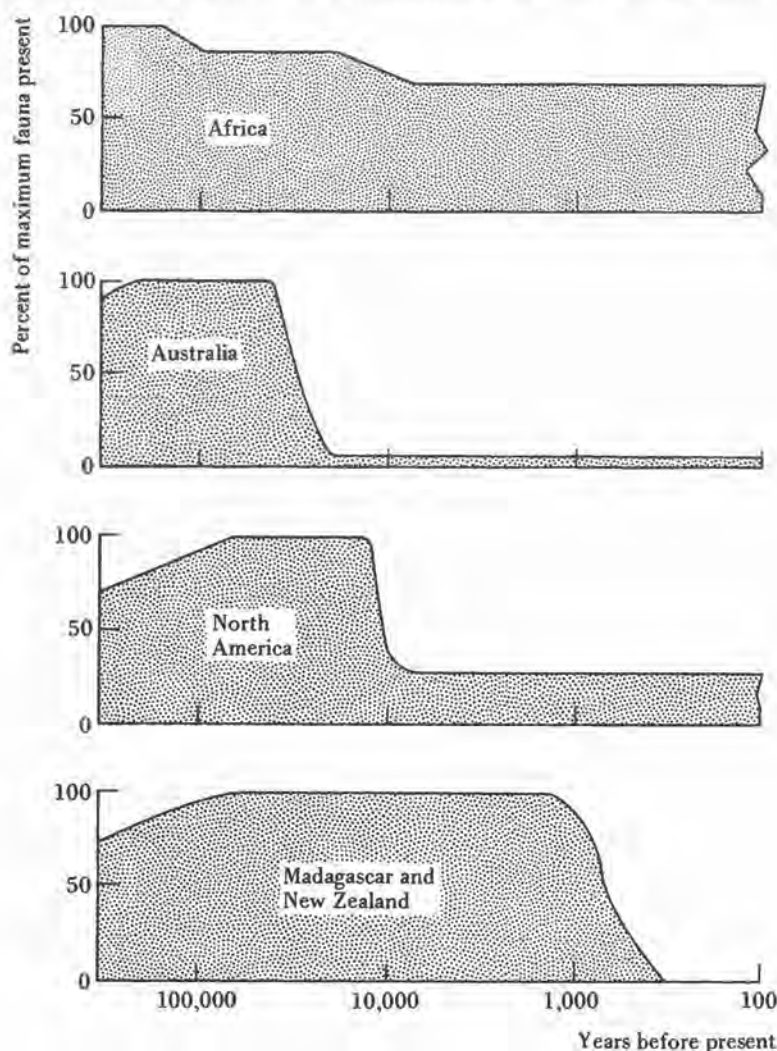 Percent of maximum fauna present
100
50
0
Africa
100
50
0
Australia
100
50
0
North
America
100
50
0
Madagascar and
New Zealand
100,000
10,000
1,000
100
Years before present